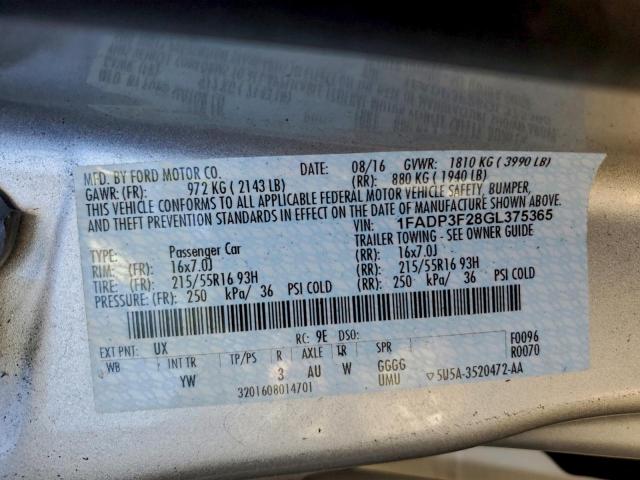 MFD. BY FORD MOTOR CO. DATE: 08/16 GVWR: 1810 KG ( 3990 LB)
GAWR: (FR): 972 KG ( 2143 LB) (RR): 880 KG ( 1940 LB)
THIS VEHICLE CONFORMS TO ALL APPLICABLE FEDERAL MOTOR VEHICLE SAFETY, BUMPER,
AND THEFT PREVENTION STANDARDS IN EFFECT ON THE DATE OF MANUFACTURE SHOWN ABOVE.
VIN: 1FADP3F28GL375365
TYPE: Passenger Car TRAILER TOWING - SEE OWNER GUIDE
RIM: (FR): 16x7.0J (RR): 16x7.0J
TIRE: (FR): 215/55R16 93H (RR): 215/55R16 93H
PRESSURE: (FR): 250 kPa/ 36 PSI COLD (RR): 250 kPa/ 36 PSI COLD
EXT PNT: UX RC: 9E DSO: F0096
WB INT TR TP/PS R AXLE TR SPR R0070
YW 3 AU W GGGG
3201608014701 UMU ▽5U5A-3520472-AA